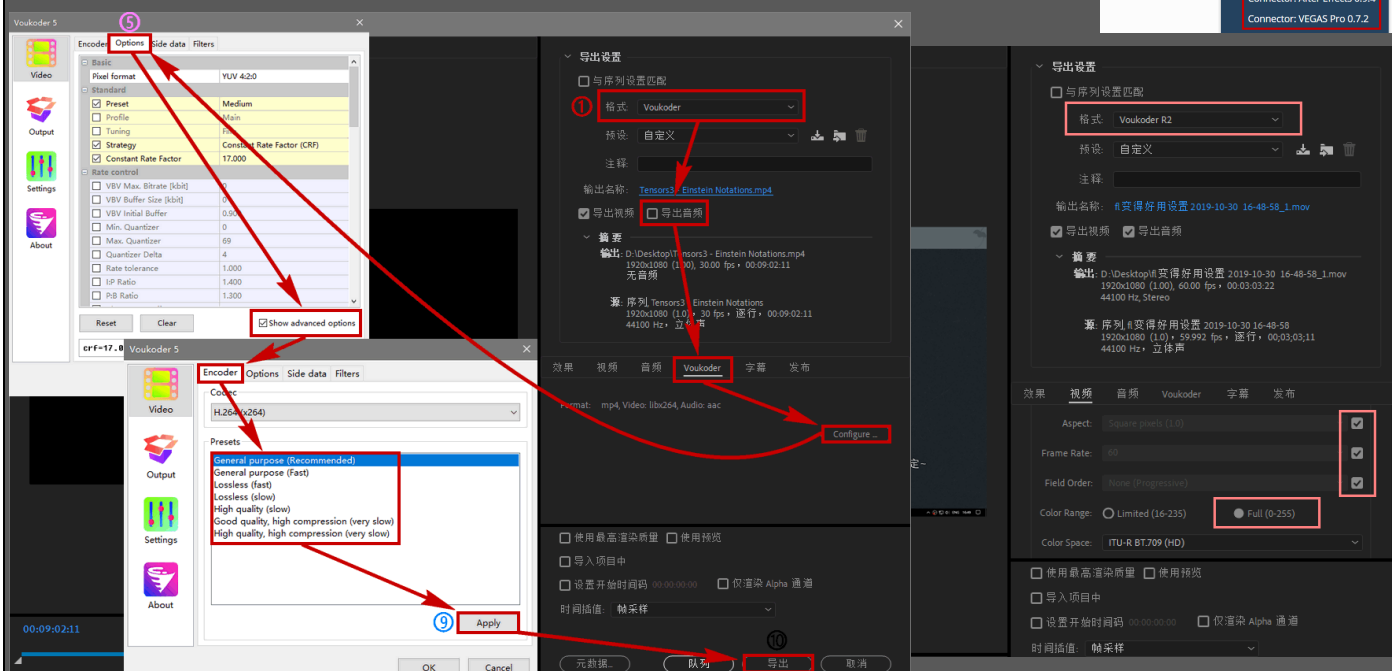 Connector: After Effects 0.9.4
Connector: VEGAS Pro 0.7.2
Voukoder 5
⑤
Encoder Options Side data Filters
Video
Output
Settings
About
Basic
Pixel format YUV 4:2:0
Standard
Preset Medium
Profile Main
Tuning
Strategy Constant Rate Factor (CRF)
Constant Rate Factor 17.000
Rate control
VBV Max. Bitrate [kbit] 0
VBV Buffer Size [kbit] 0
VBV Initial Buffer 0.900
Min. Quantizer 0
Max. Quantizer 69
Quantizer Delta 4
Rate tolerance 1.000
I:P Ratio 1.400
P:B Ratio 1.300
Reset Clear Show advanced options
crf=17.0
Voukoder 5
Encoder Options Side data Filters
Video
Output
Settings
About
Codec
H.264 (x264)
Presets
General purpose (Recommended)
General purpose (Fast)
Lossless (fast)
Lossless (slow)
High quality (slow)
Good quality, high compression (very slow)
High quality, high compression (very slow)
⑨ Apply
OK Cancel
00:09:02:11
导出设置
与序列设置匹配
① 格式: Voukoder
预设: 自定义
注释:
输出名称: Tensors3 - Einstein Notations.mp4
导出视频 导出音频
摘要
输出: D:\Desktop\Tensors3 - Einstein Notations.mp4
1920x1080 (1.00), 30.00 fps, 00:09:02:11
无音频
源: 序列, Tensors3 - Einstein Notations
1920x1080 (1.0), 30 fps, 逐行, 00:09:02:11
44100 Hz, 立体声
效果 视频 音频 Voukoder 字幕 发布
Format: mp4, Video: libx264, Audio: aac
Configure ...
使用最高渲染质量 使用预览
导入项目中
设置开始时间码 00:00:00:00 仅渲染 Alpha 通道
时间插值: 帧采样
⑩
元数据... 队列 导出 取消
定~
导出设置
与序列设置匹配
格式: Voukoder R2
预设: 自定义
注释:
输出名称: fl变得好用设置 2019-10-30 16-48-58_1.mov
导出视频 导出音频
摘要
输出: D:\Desktop\fl变得好用设置 2019-10-30 16-48-58_1.mov
1920x1080 (1.00), 60.00 fps, 00:03:03:22
44100 Hz, Stereo
源: 序列, fl变得好用设置 2019-10-30 16-48-58
1920x1080 (1.0), 59.992 fps, 逐行, 00;03;03;11
44100 Hz, 立体声
效果 视频 音频 Voukoder 字幕 发布
Aspect: Square pixels (1.0)
Frame Rate: 60
Field Order: None (Progressive)
Color Range: Limited (16-235) Full (0-255)
Color Space: ITU-R BT.709 (HD)
使用最高渲染质量 使用预览
导入项目中
设置开始时间码 00:00:00:00 仅渲染 Alpha 通道
时间插值: 帧采样